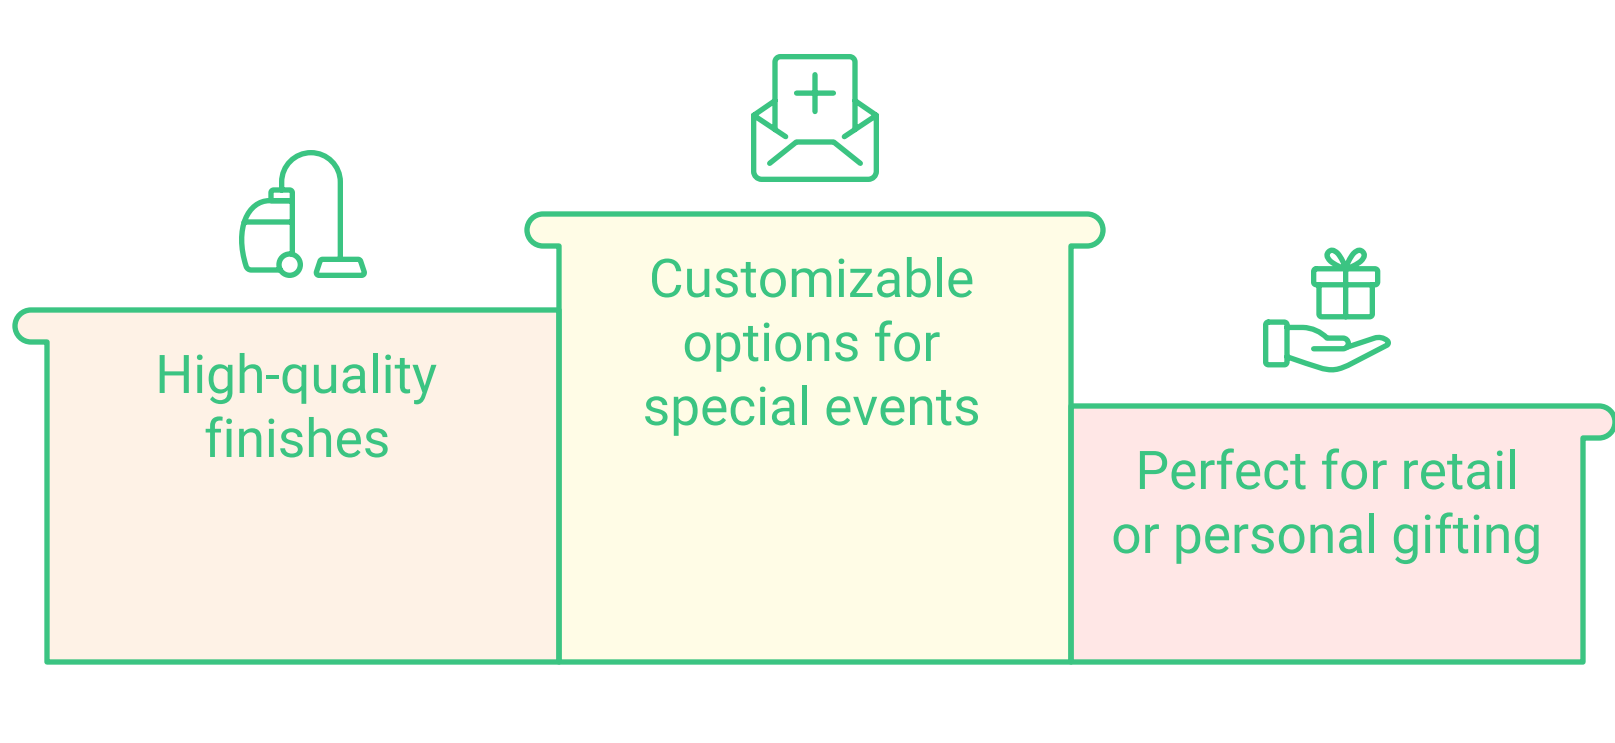 High-quality
finishes
Customizable
options for
special events
Perfect for retail
or personal gifting